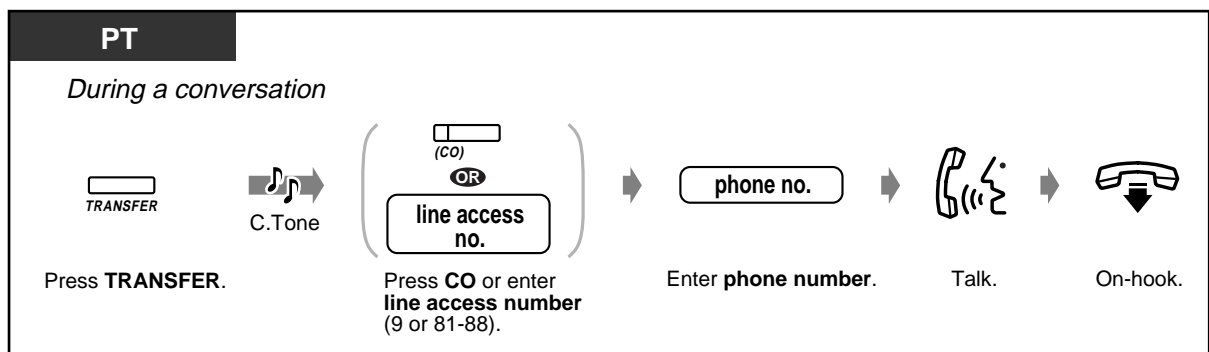 PT
During a conversation
TRANSFER
C.Tone
(CO)
OR
line access
no.
phone no.
Press TRANSFER.
Press CO or enter
line access number
(9 or 81-88).
Enter phone number.
Talk.
On-hook.